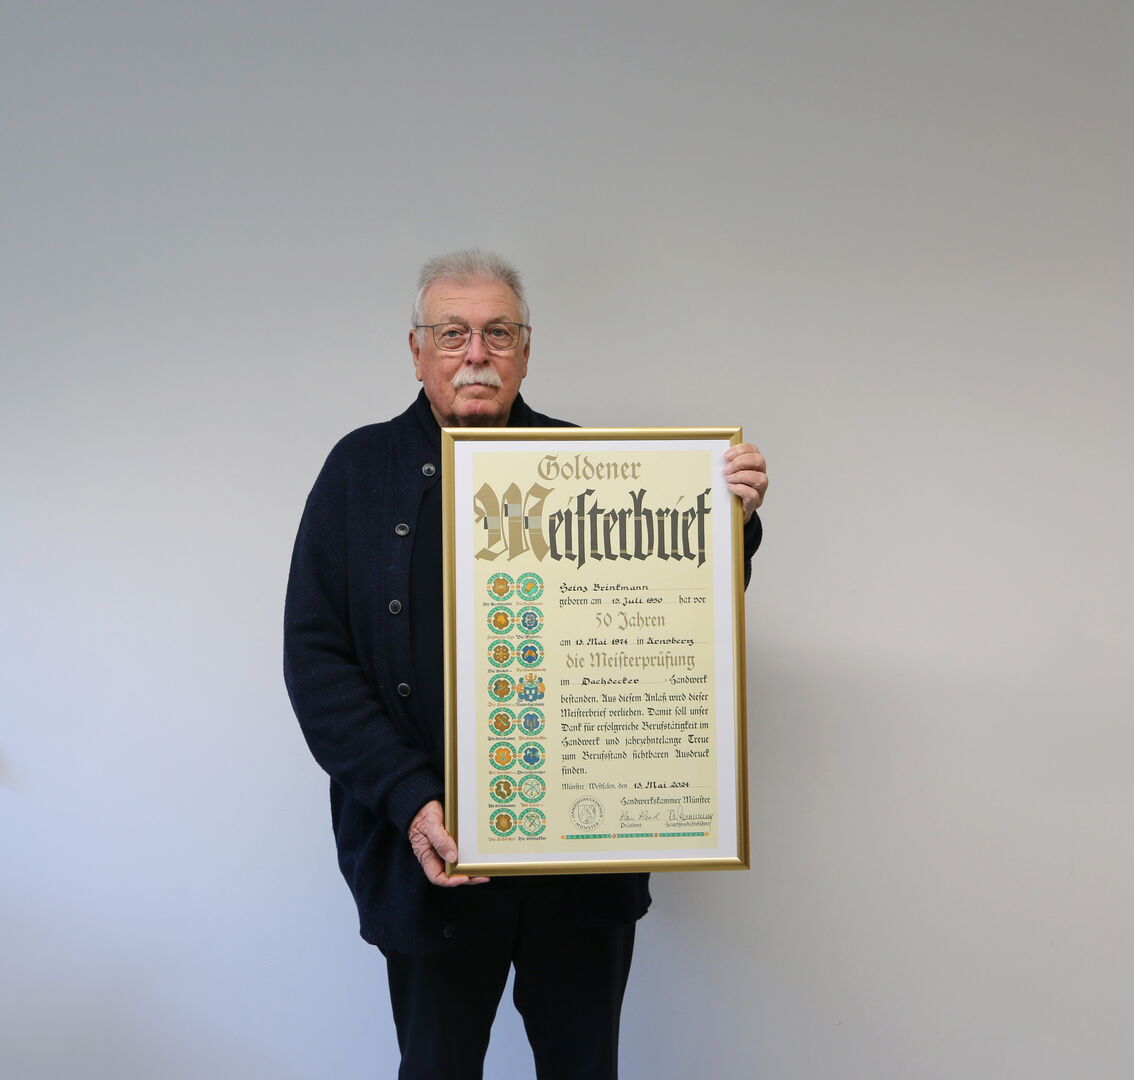 Goldener
Meisterbrief
Heinz Brinkmann
geboren am 15. Juli 1950 hat vor
50 Jahren
am 13. Mai 1974 in Arnsberg
die Meisterprüfung
im Dachdecker - Handwerk
bestanden. Aus diesem Anlaß wird dieser
Meisterbrief verliehen. Damit soll unser
Dank für erfolgreiche Berufstätigkeit im
Handwerk und jahrzehntelange Treue
zum Berufsstand sichtbaren Ausdruck
finden.
Münster Westfalen, den 13. Mai 2024
Handwerkskammer Münster
HANDWERKSKAMMER MÜNSTER
Präsident Hauptgeschäftsführer